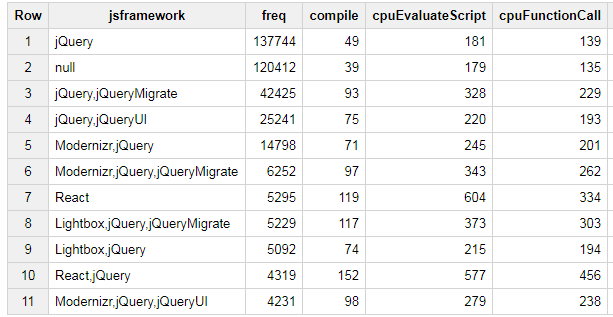 Row jsframework freq compile cpuEvaluateScript cpuFunctionCall
1 jQuery 137744 49 181 139
2 null 120412 39 179 135
3 jQuery,jQueryMigrate 42425 93 328 229
4 jQuery,jQueryUI 25241 75 220 193
5 Modernizr,jQuery 14798 71 245 201
6 Modernizr,jQuery,jQueryMigrate 6252 97 343 262
7 React 5295 119 604 334
8 Lightbox,jQuery,jQueryMigrate 5229 117 373 303
9 Lightbox,jQuery 5092 74 215 194
10 React,jQuery 4319 152 577 456
11 Modernizr,jQuery,jQueryUI 4231 98 279 238